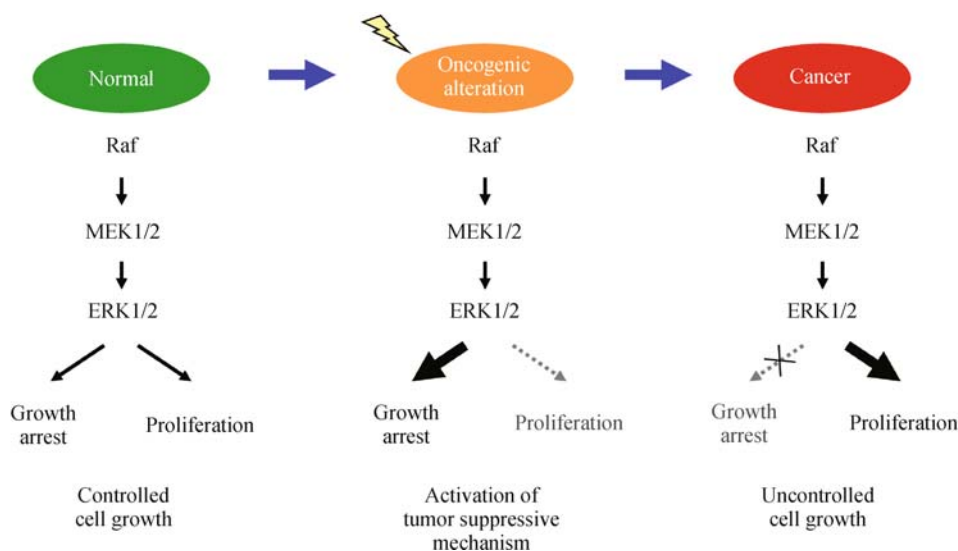 Normal
Oncogenic
alteration
Cancer
Raf
Raf
Raf
MEK1/2
MEK1/2
MEK1/2
ERK1/2
ERK1/2
ERK1/2
Growth
arrest
Proliferation
Growth
arrest
Proliferation
Growth
arrest
Proliferation
Controlled
cell growth
Activation of
tumor suppressive
mechanism
Uncontrolled
cell growth